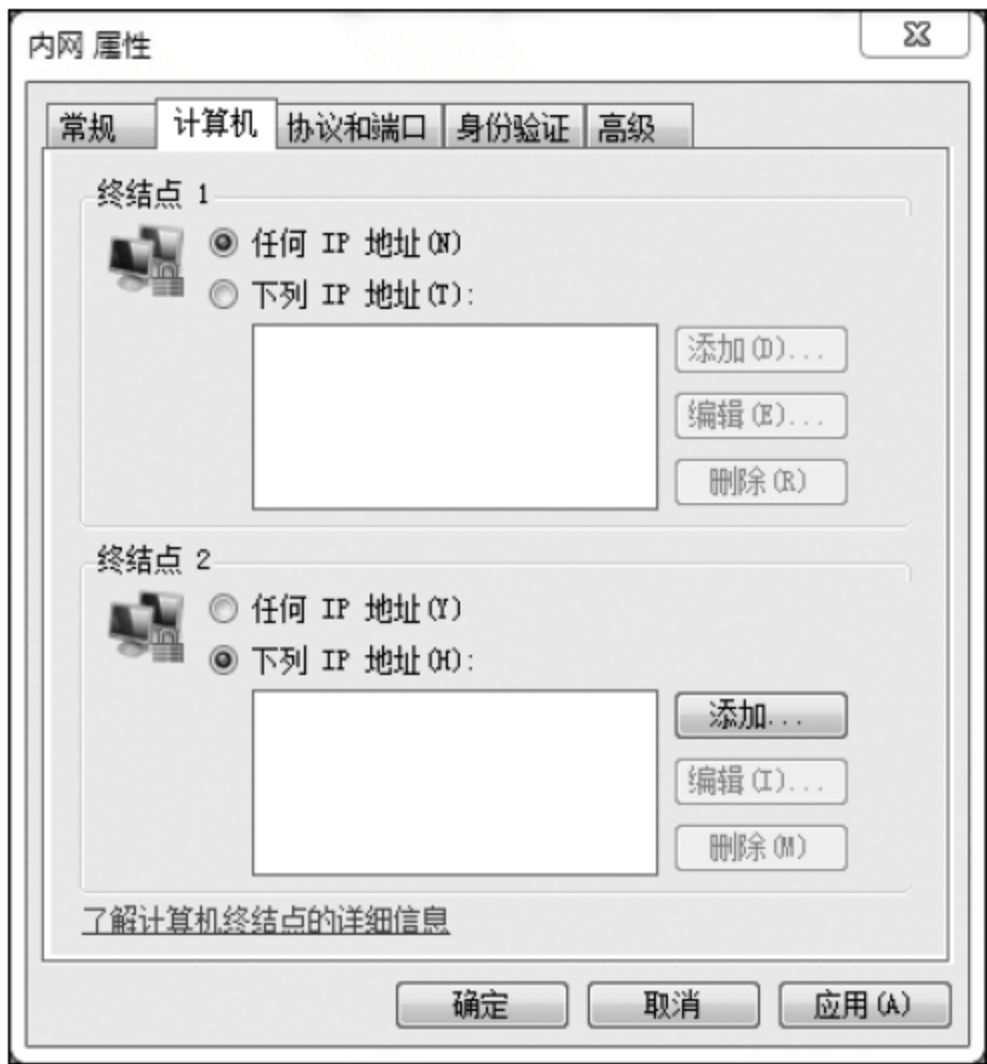 内网 属性
常规 计算机 协议和端口 身份验证 高级
终结点 1
任何 IP 地址(N)
下列 IP 地址(T):
添加(D)...
编辑(E)...
删除(R)
终结点 2
任何 IP 地址(Y)
下列 IP 地址(H):
添加...
编辑(I)...
删除(M)
了解计算机终结点的详细信息
确定 取消 应用(A)